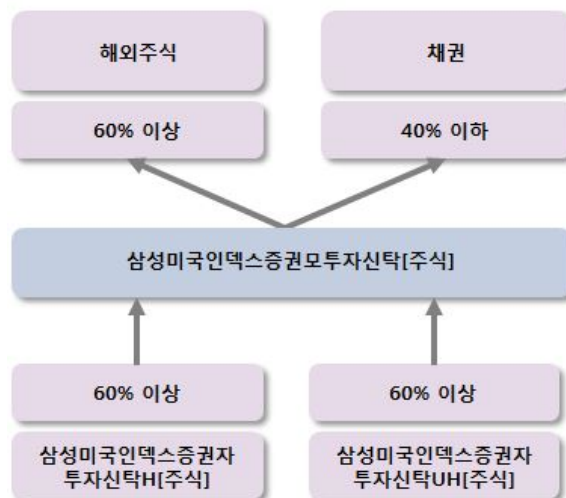 해외주식
채권
60% 이상
40% 이하
삼성미국인덱스증권모투자신탁[주식]
60% 이상
60% 이상
삼성미국인덱스증권자
투자신탁H[주식]
삼성미국인덱스증권자
투자신탁UH[주식]